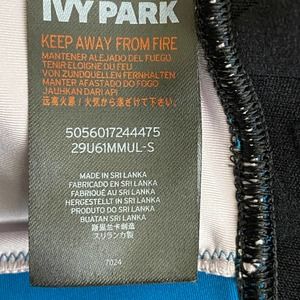 IVY PARK
KEEP AWAY FROM FIRE
MANTENER ALEJADO DEL FUEGO
TENIR ELOIGNE DU FEU
VON ZUNDQUELLEN FERNHALTEN
MANTER AFASTADO DO FOGO
JAUHKAN DARI API
远离火源 / 火気から遠ざけて下さい
5056017244475
29U61MMUL-S
MADE IN SRI LANKA
FABRICADO EN SRI LANKA
FABRIQUÉ AU SRI LANKA
HERGESTELLT IN SRI LANKA
PRODUTO DO SRI LANKA
BUATAN SRI LANKA
斯里兰卡制造
スリランカ製
7024